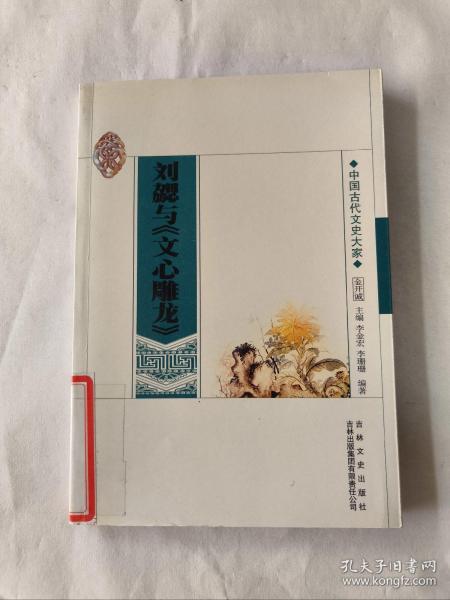 刘勰与《文心雕龙》
◆中国古代文史大家◆
金开诚 主编 李金宏 李珊珊 编著
吉林文史出版社
吉林出版集团有限责任公司
孔夫子旧书网
www.kongfz.com